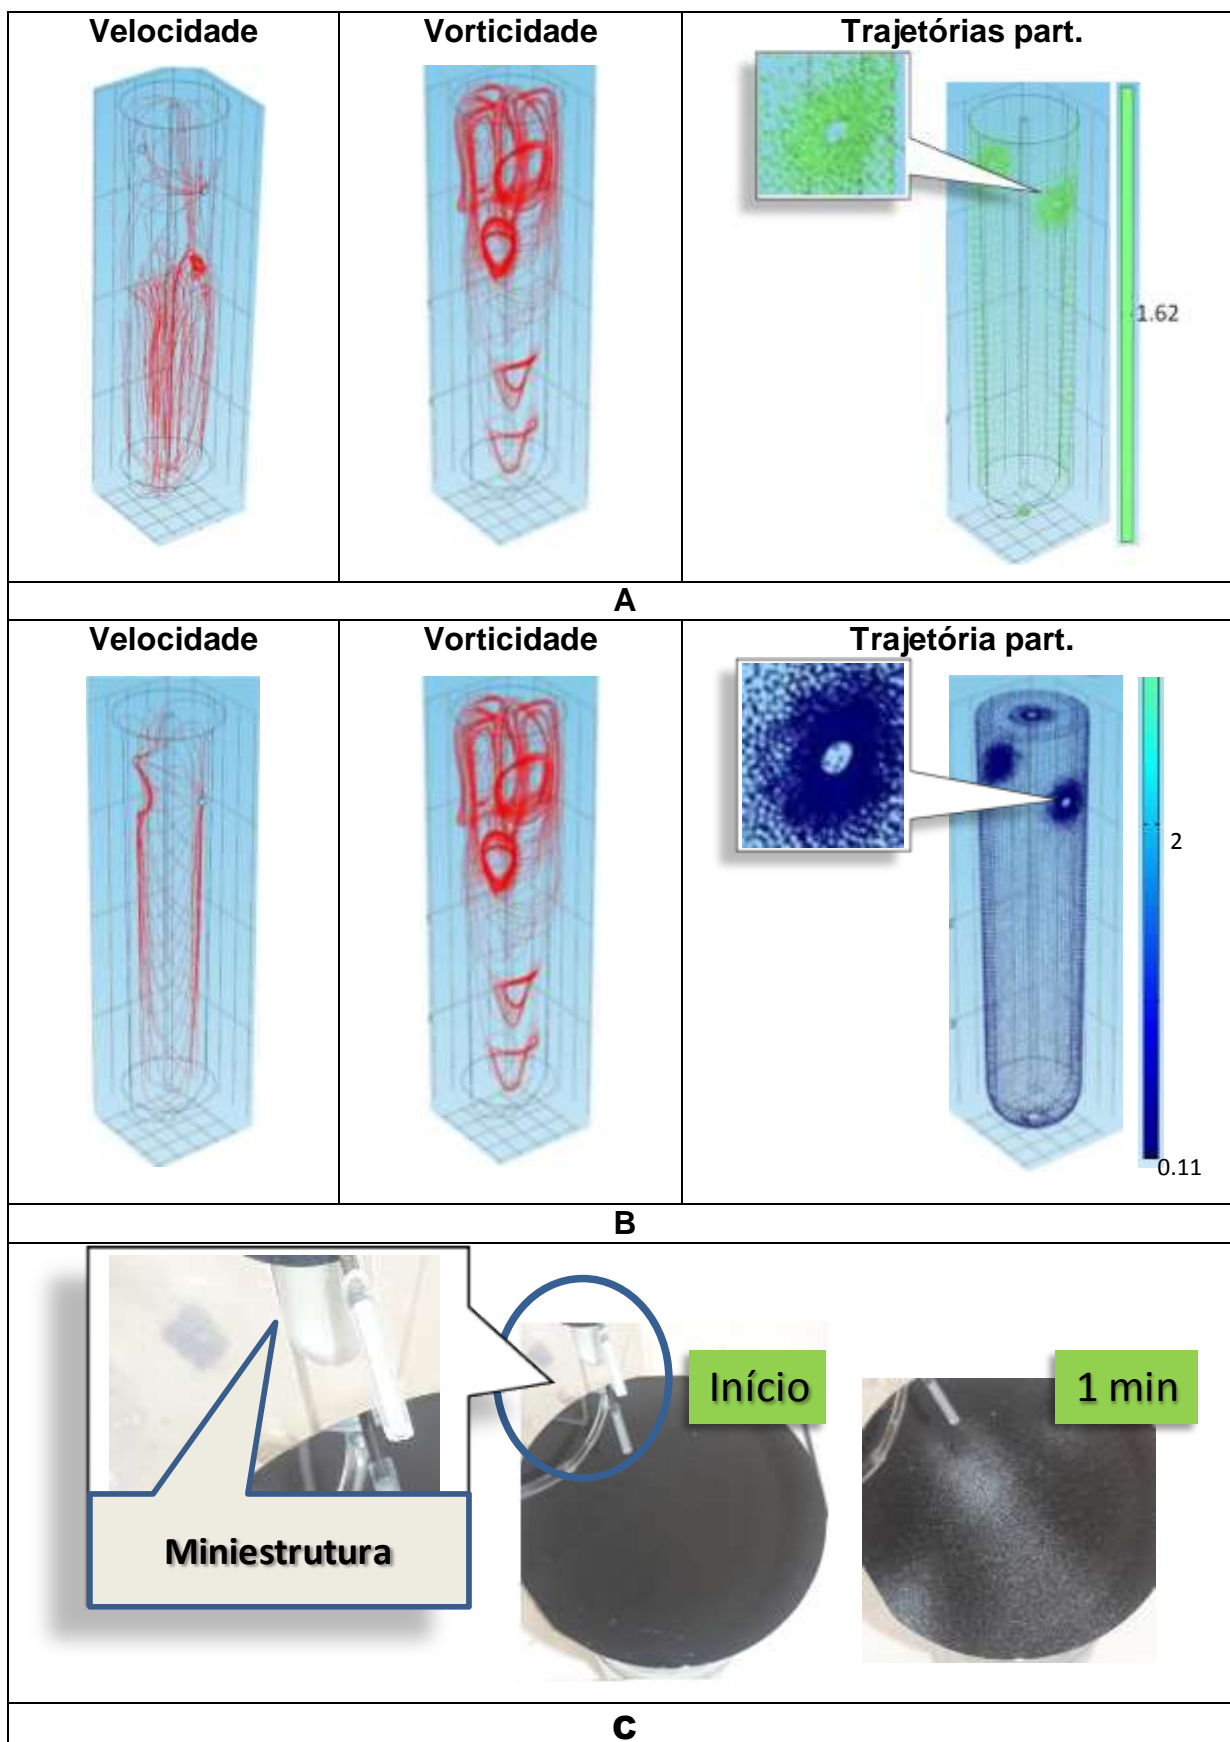 Velocidade
Vorticidade
Trajetórias part.
1.62
A
Velocidade
Vorticidade
Trajetória part.
2
0.11
B
Miniestrutura
Início
1 min
C